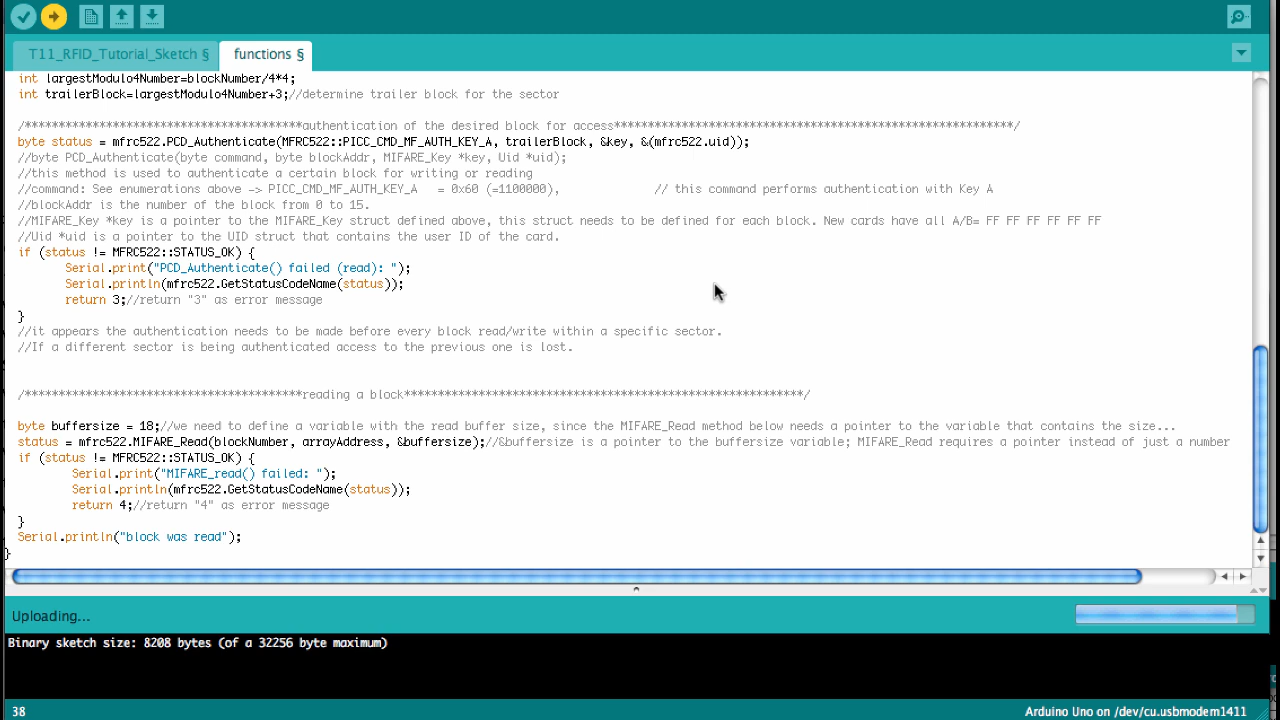 T11_RFID_Tutorial_Sketch §
functions §
int largestModulo4Number=blockNumber/4*4;
int trailerBlock=largestModulo4Number+3;//determine trailer block for the sector
/*****************************************authentication of the desired block for access***********************************************************/
byte status = mfrc522.PCD_Authenticate(MFRC522::PICC_CMD_MF_AUTH_KEY_A, trailerBlock, &key, &(mfrc522.uid));
//byte PCD_Authenticate(byte command, byte blockAddr, MIFARE_Key *key, Uid *uid);
//this method is used to authenticate a certain block for writing or reading
//command: See enumerations above -> PICC_CMD_MF_AUTH_KEY_A   = 0x60 (=1100000),              // this command performs authentication with Key A
//blockAddr is the number of the block from 0 to 15.
//MIFARE_Key *key is a pointer to the MIFARE_Key struct defined above, this struct needs to be defined for each block. New cards have all A/B= FF FF FF FF FF FF
//Uid *uid is a pointer to the UID struct that contains the user ID of the card.
if (status != MFRC522::STATUS_OK) {
Serial.print("PCD_Authenticate() failed (read): ");
Serial.println(mfrc522.GetStatusCodeName(status));
return 3;//return "3" as error message
}
//it appears the authentication needs to be made before every block read/write within a specific sector.
//If a different sector is being authenticated access to the previous one is lost.
/*****************************************reading a block***********************************************************/
byte buffersize = 18;//we need to define a variable with the read buffer size, since the MIFARE_Read method below needs a pointer to the variable that contains the size...
status = mfrc522.MIFARE_Read(blockNumber, arrayAddress, &buffersize);//&buffersize is a pointer to the buffersize variable; MIFARE_Read requires a pointer instead of just a number
if (status != MFRC522::STATUS_OK) {
Serial.print("MIFARE_read() failed: ");
Serial.println(mfrc522.GetStatusCodeName(status));
return 4;//return "4" as error message
}
Serial.println("block was read");
}
Uploading...
Binary sketch size: 8208 bytes (of a 32256 byte maximum)
38
Arduino Uno on /dev/cu.usbmodem1411